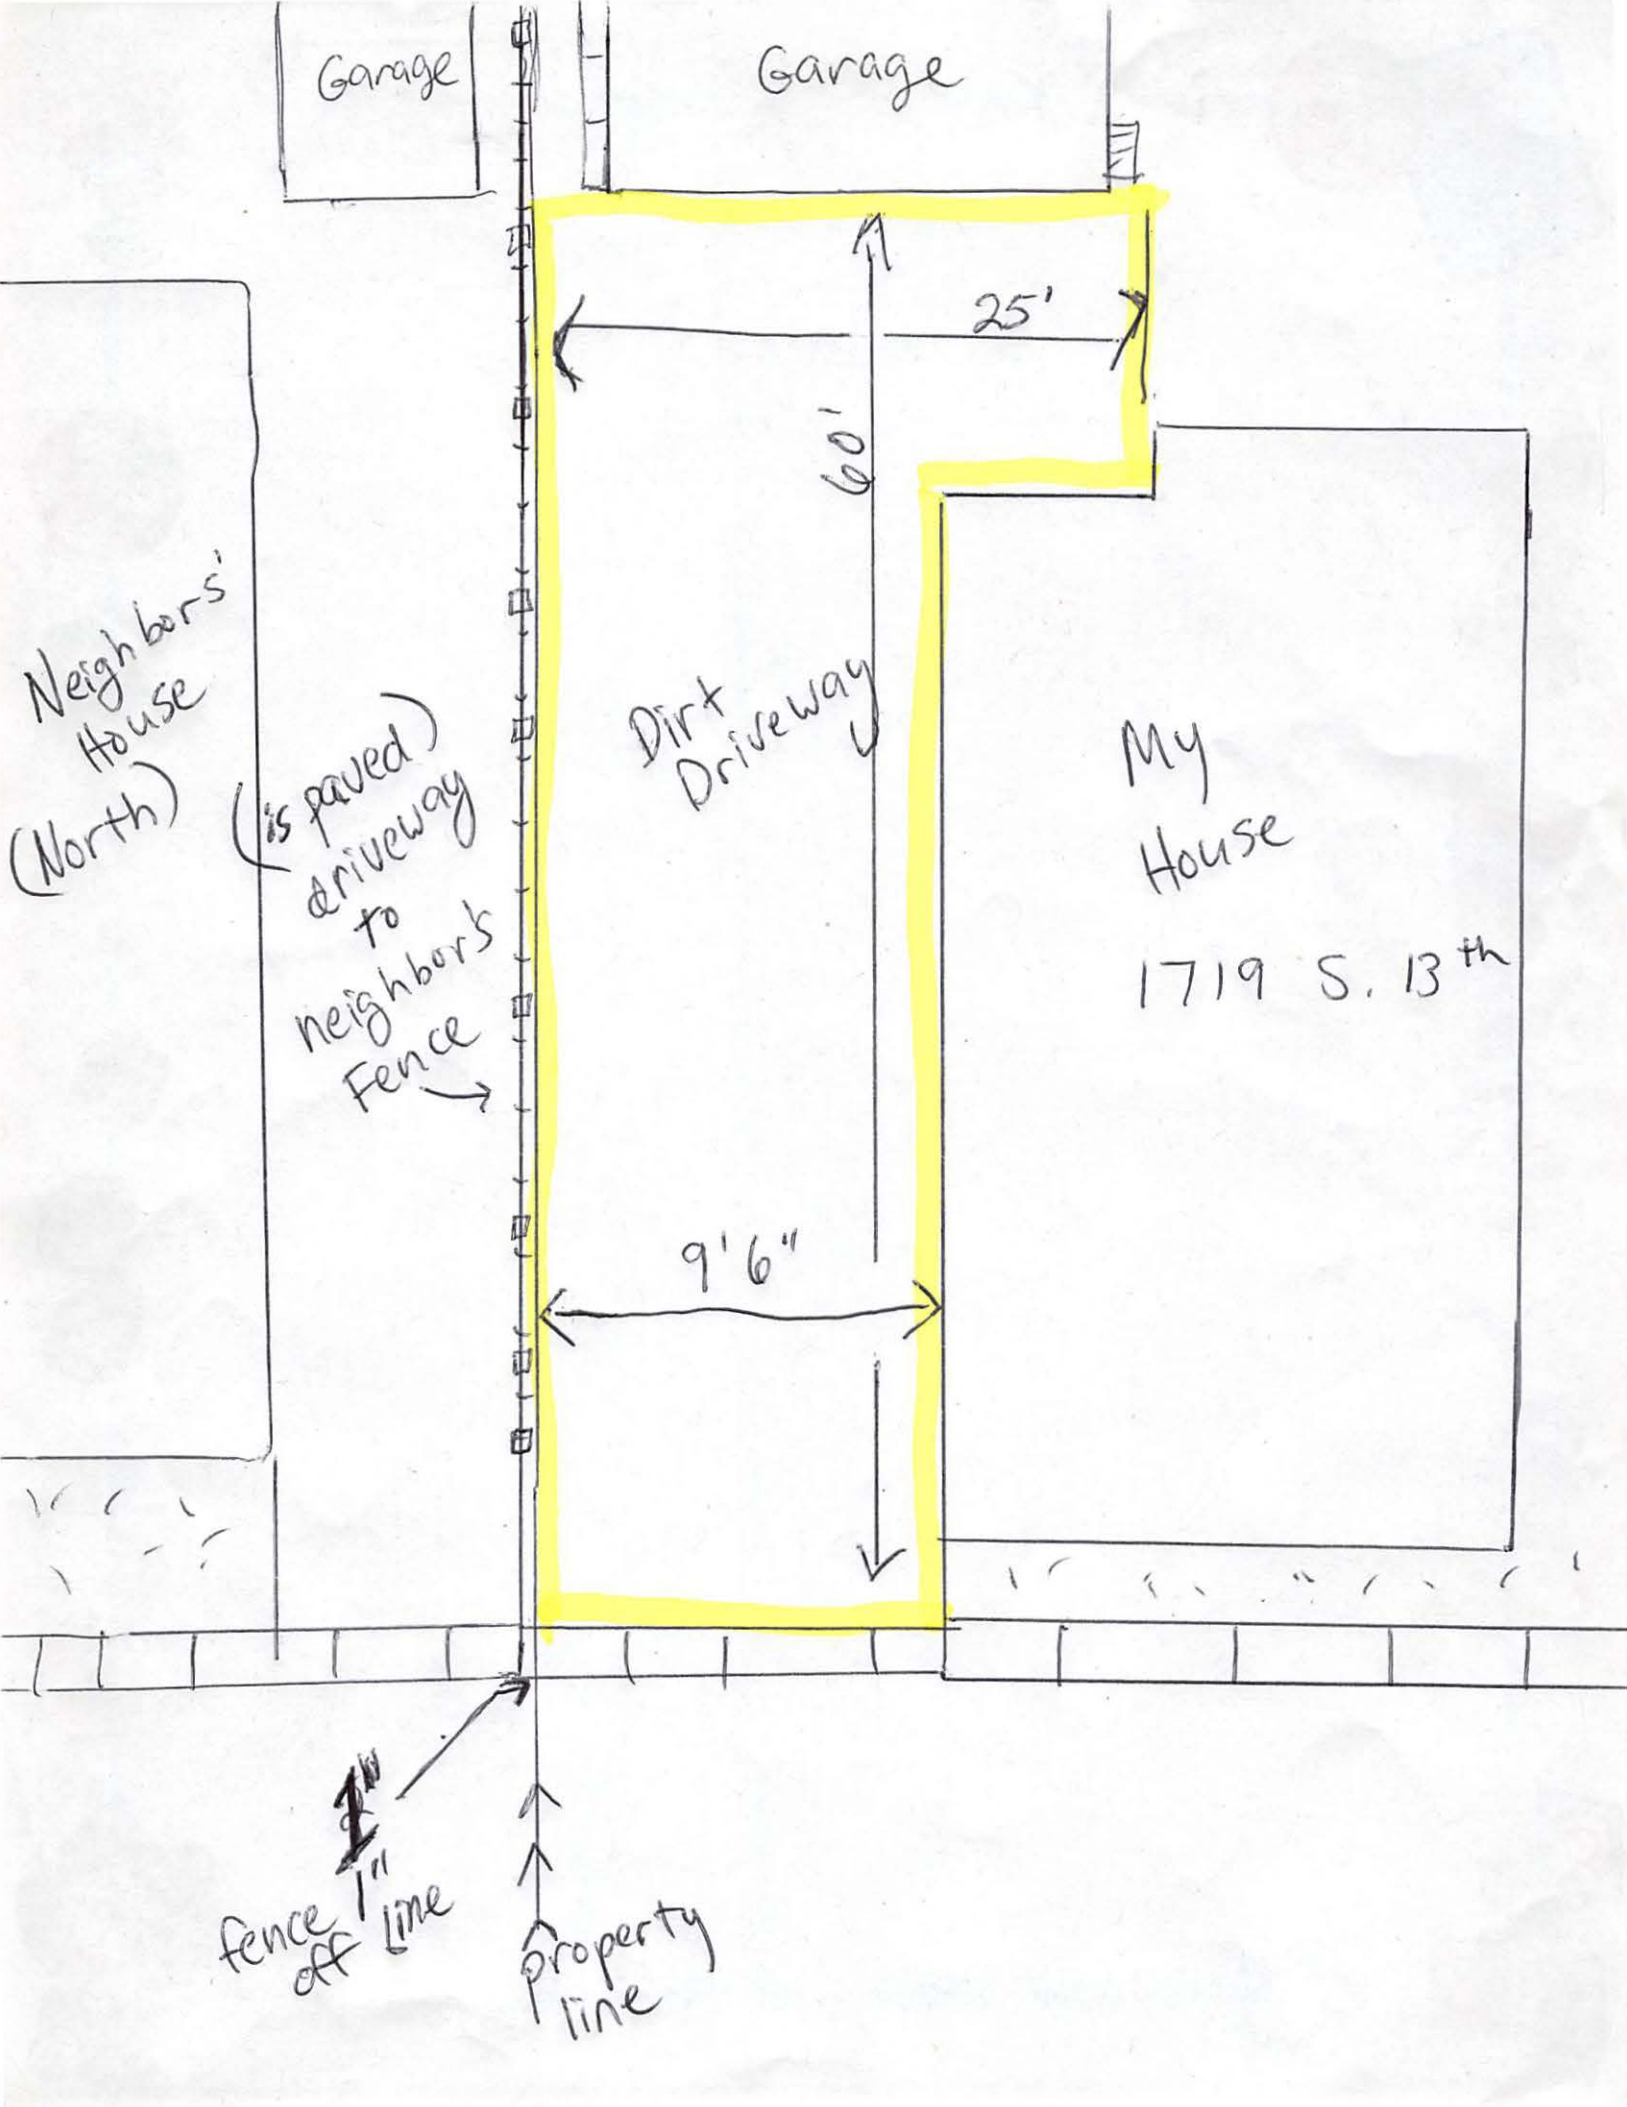 Garage
Garage
25'
60'
Neighbors'
House
(North)
(is paved)
driveway
to
neighbor's
Fence
Dirt
Driveway
My
House
1719 S. 13th
9'6"
1"
1"
fence
off Line
property
line